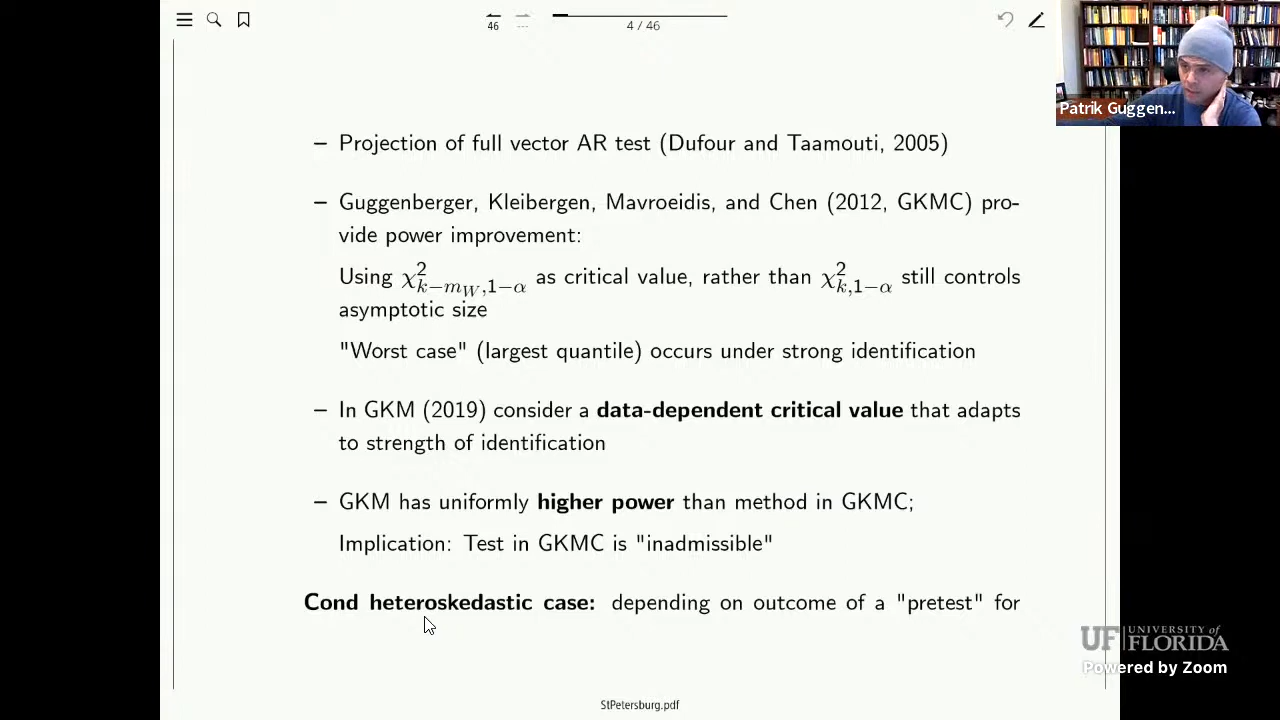 46
4 / 46
Patrik Guggen...
– Projection of full vector AR test (Dufour and Taamouti, 2005)
– Guggenberger, Kleibergen, Mavroeidis, and Chen (2012, GKMC) pro-
vide power improvement:
Using χ²_{k−m_W,1−α} as critical value, rather than χ²_{k,1−α} still controls
asymptotic size
"Worst case" (largest quantile) occurs under strong identification
– In GKM (2019) consider a data-dependent critical value that adapts
to strength of identification
– GKM has uniformly higher power than method in GKMC;
Implication: Test in GKMC is "inadmissible"
Cond heteroskedastic case: depending on outcome of a "pretest" for
UF UNIVERSITY of
FLORIDA
Powered by Zoom
StPetersburg.pdf